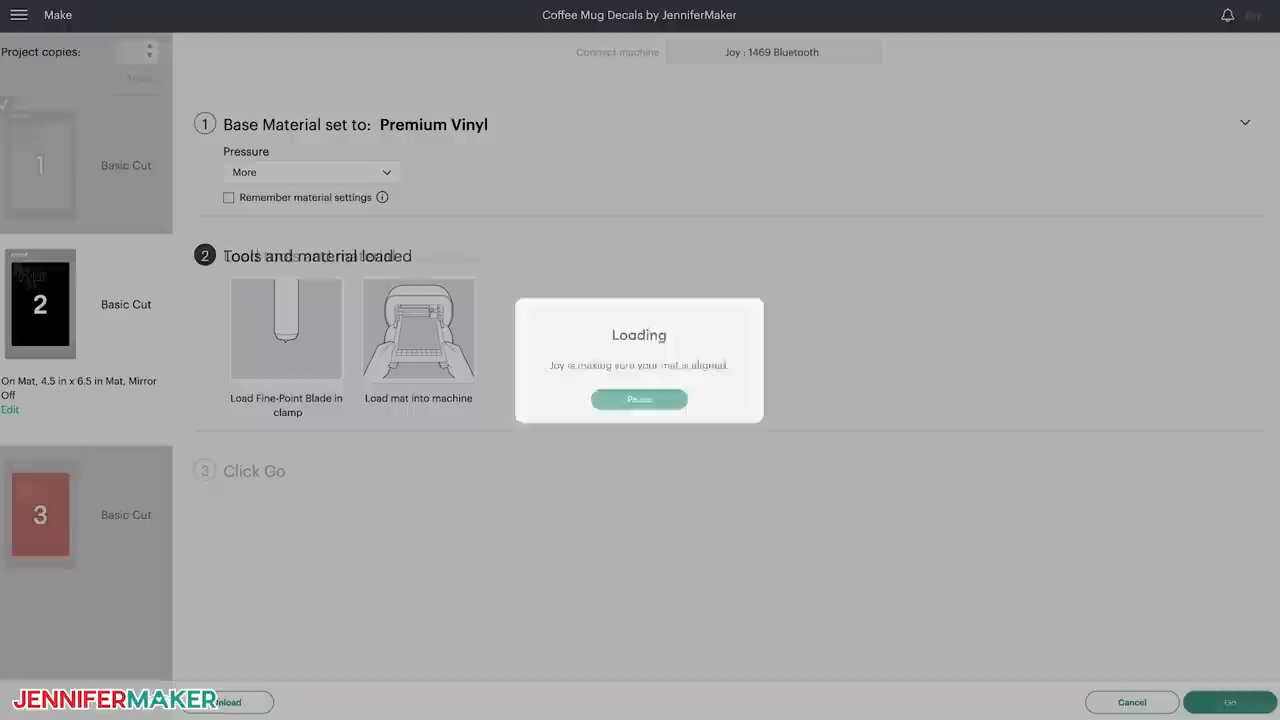 Make
Coffee Mug Decals by JenniferMaker
Project copies:
Connect machine
Joy : 1469 Bluetooth
1
Basic Cut
1 Base Material set to: Premium Vinyl
Pressure
More
Remember material settings
2
Basic Cut
On Mat, 4.5 in x 6.5 in Mat, Mirror
Off
Edit
2 Tools and material loaded
Load Fine-Point Blade in
clamp
Load mat into machine
Loading
Joy is making sure your mat is aligned.
Pause
3
Basic Cut
3 Click Go
JENNIFERMAKER
Unload
Cancel
Go